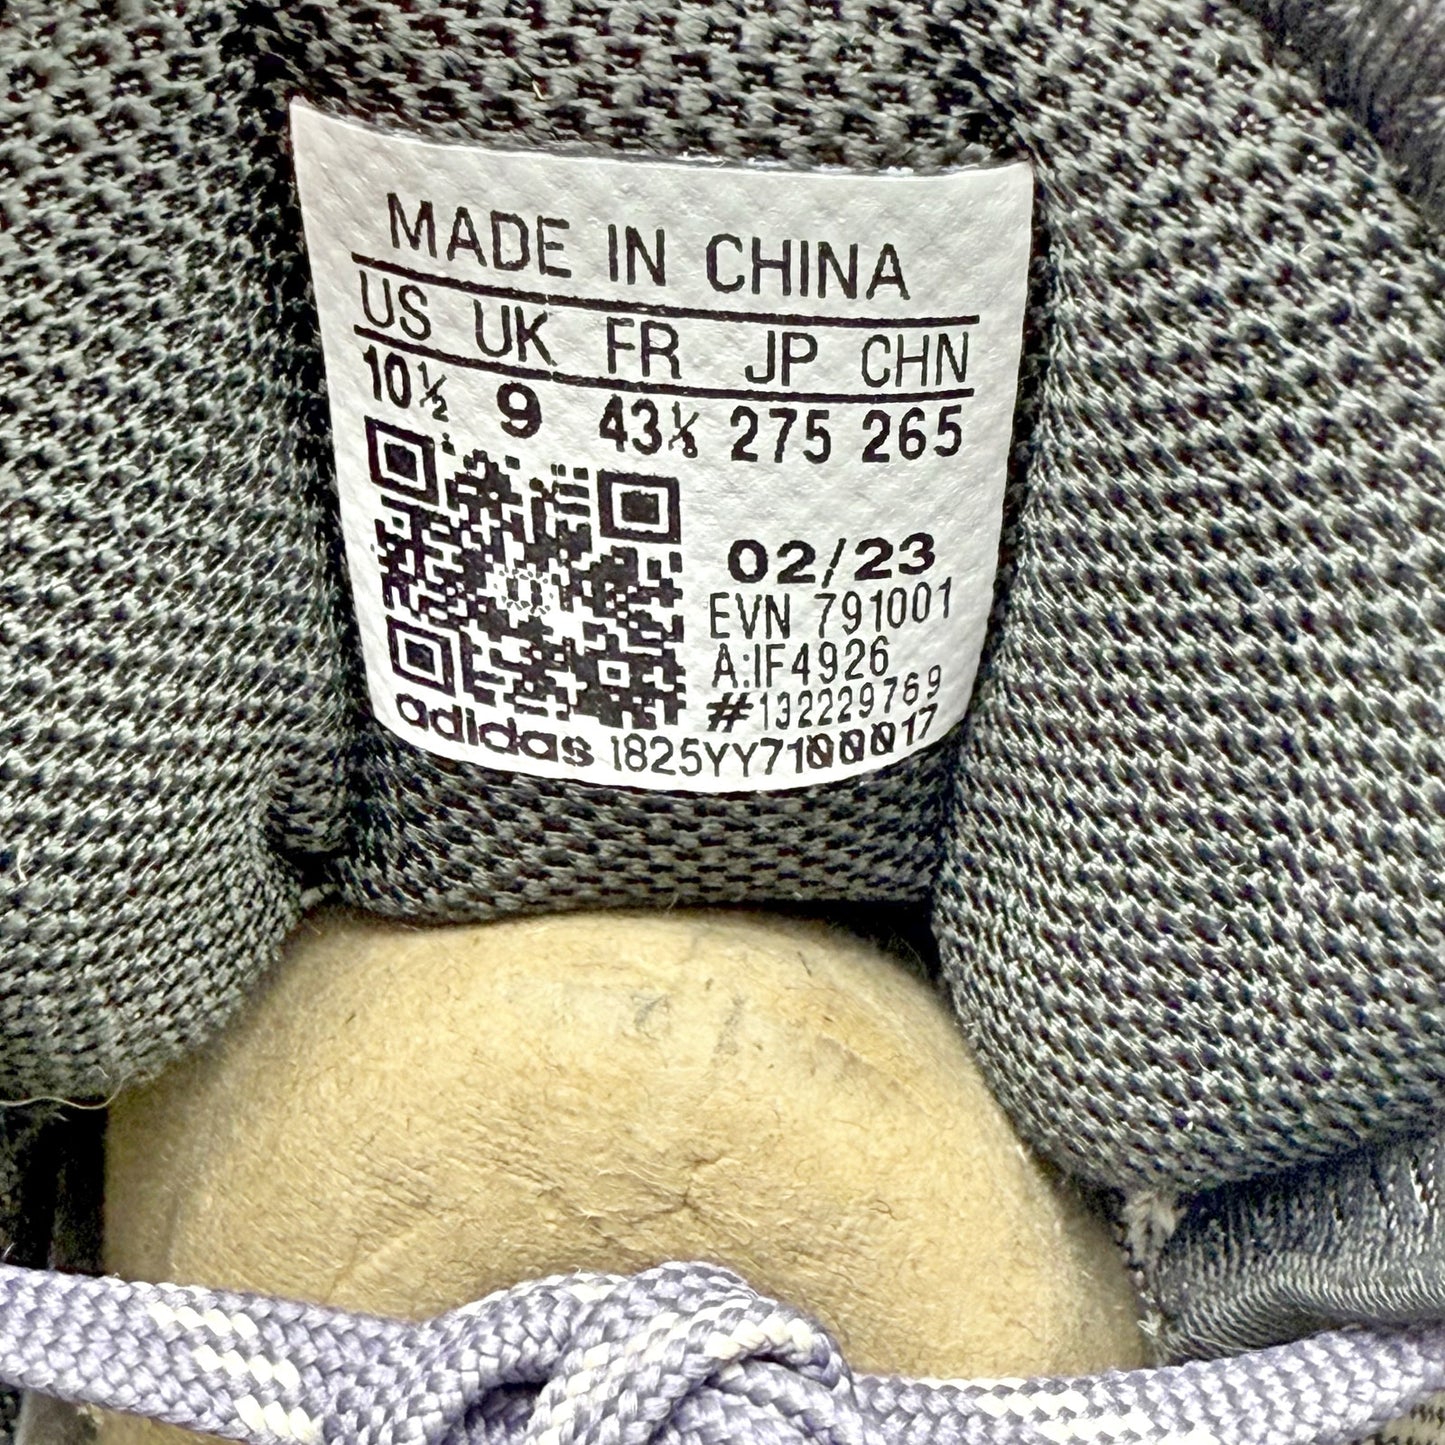 MADE IN CHINA
US UK FR JP CHN
10½ 9 43⅓ 275 265
02/23
EVN 791001
A:IF4926
#132229769
adidas 1825YY7100017